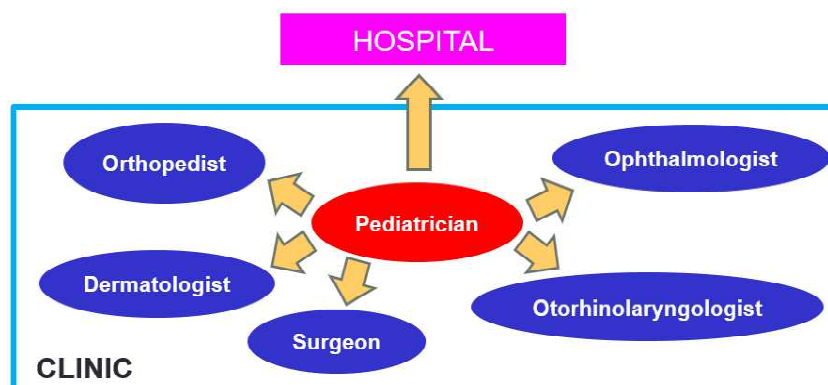 HOSPITAL
Orthopedist
Ophthalmologist
Pediatrician
Dermatologist
Otorhinolaryngologist
Surgeon
CLINIC